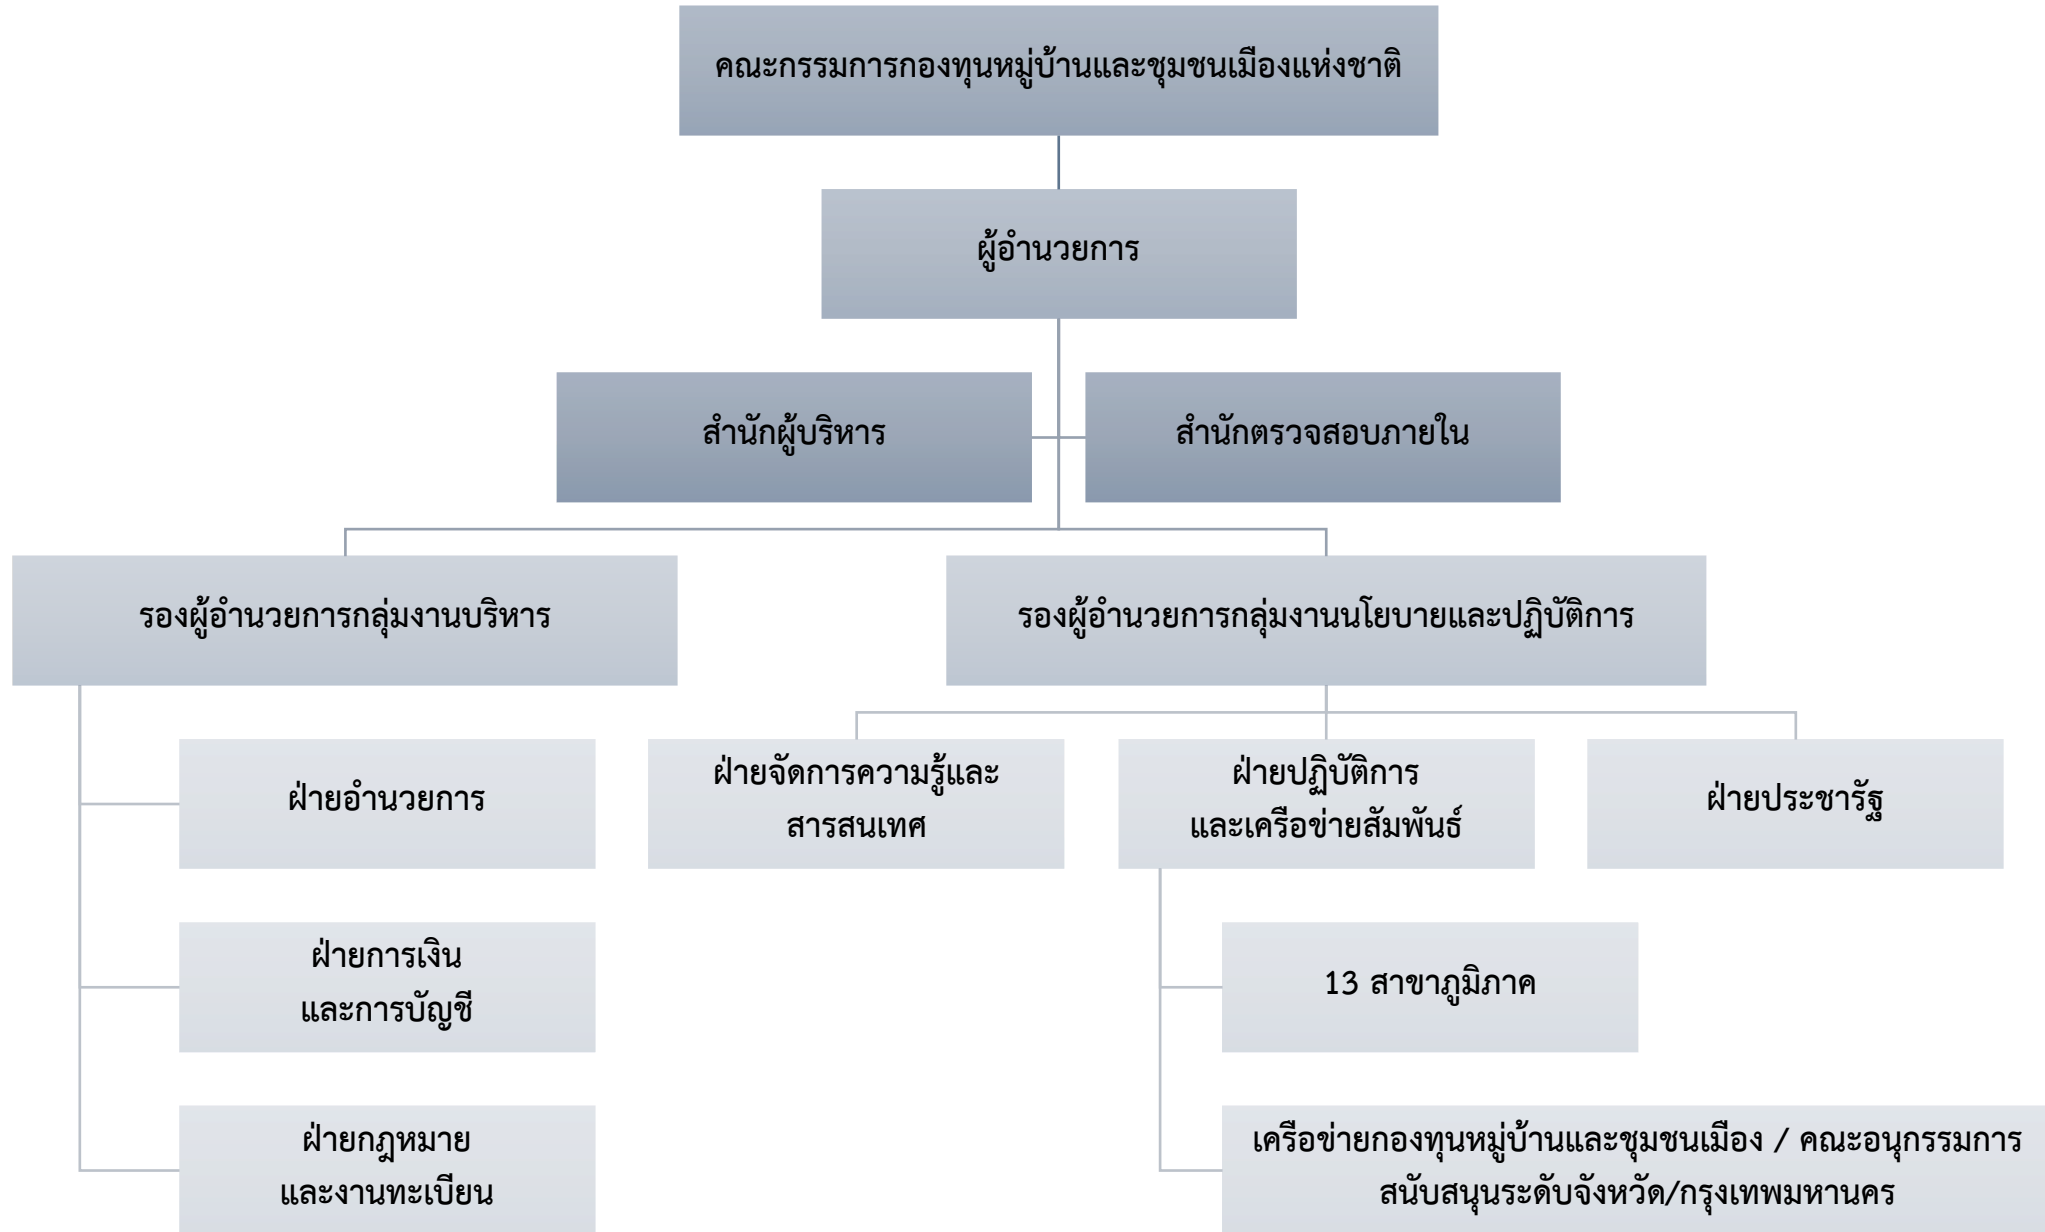 คณะกรรมการกองทุนหมู่บ้านและชุมชนเมืองแห่งชาติ
ผู้อำนวยการ
สำนักผู้บริหาร
สำนักตรวจสอบภายใน
รองผู้อำนวยการกลุ่มงานบริหาร
รองผู้อำนวยการกลุ่มงานนโยบายและปฏิบัติการ
ฝ่ายอำนวยการ
ฝ่ายการเงิน
และการบัญชี
ฝ่ายกฎหมาย
และงานทะเบียน
ฝ่ายจัดการความรู้และ
สารสนเทศ
ฝ่ายปฏิบัติการ
และเครือข่ายสัมพันธ์
13 สาขาภูมิภาค
เครือข่ายกองทุนหมู่บ้านและชุมชนเมือง / คณะอนุกรรมการ
สนับสนุนระดับจังหวัด/กรุงเทพมหานคร
ฝ่ายประชารัฐ